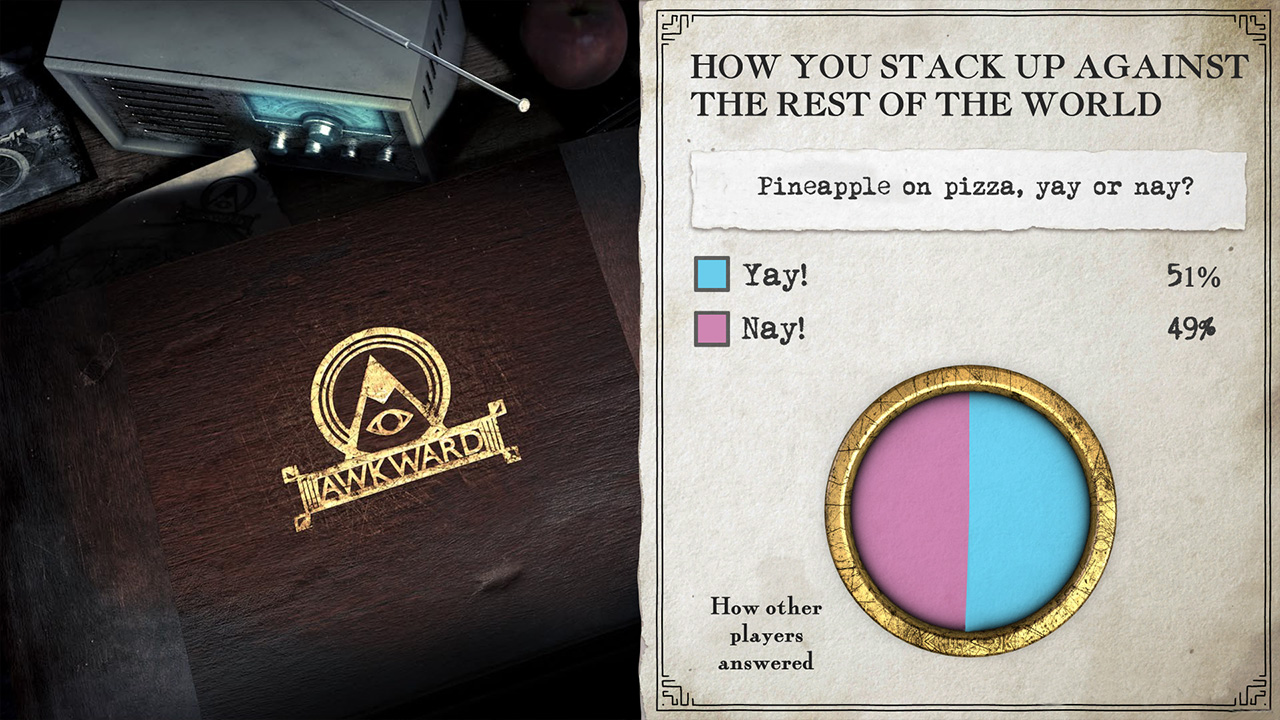 AWKWARD
HOW YOU STACK UP AGAINST
THE REST OF THE WORLD
Pineapple on pizza, yay or nay?
Yay! 51%
Nay! 49%
How other
players
answered